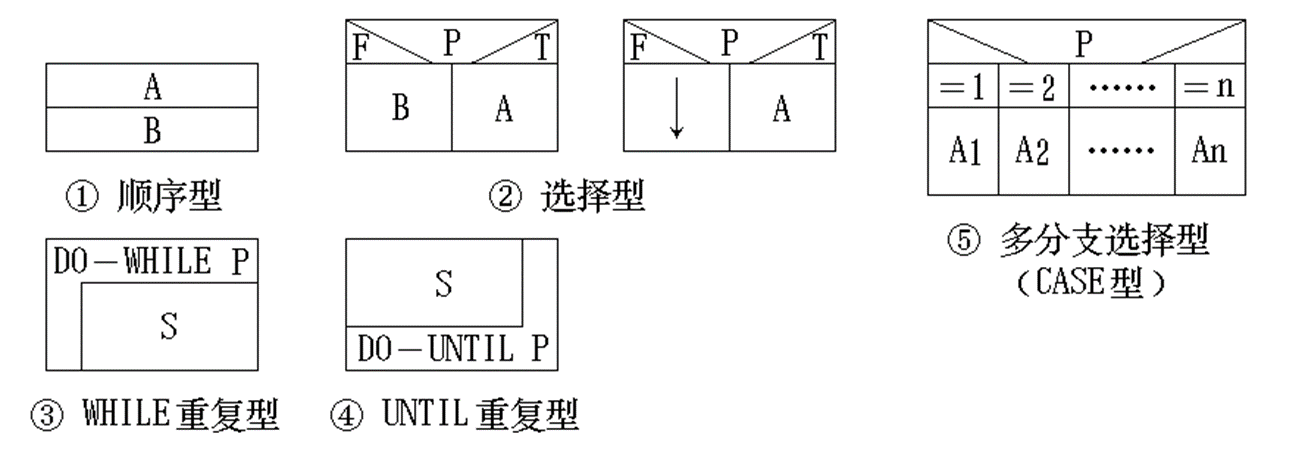 A
B
① 顺序型
F P T
B A
F P T
↓ A
② 选择型
P
=1 =2 …… =n
A1 A2 …… An
⑤ 多分支选择型
（CASE型）
DO－WHILE P
S
③ WHILE重复型
S
DO－UNTIL P
④ UNTIL重复型